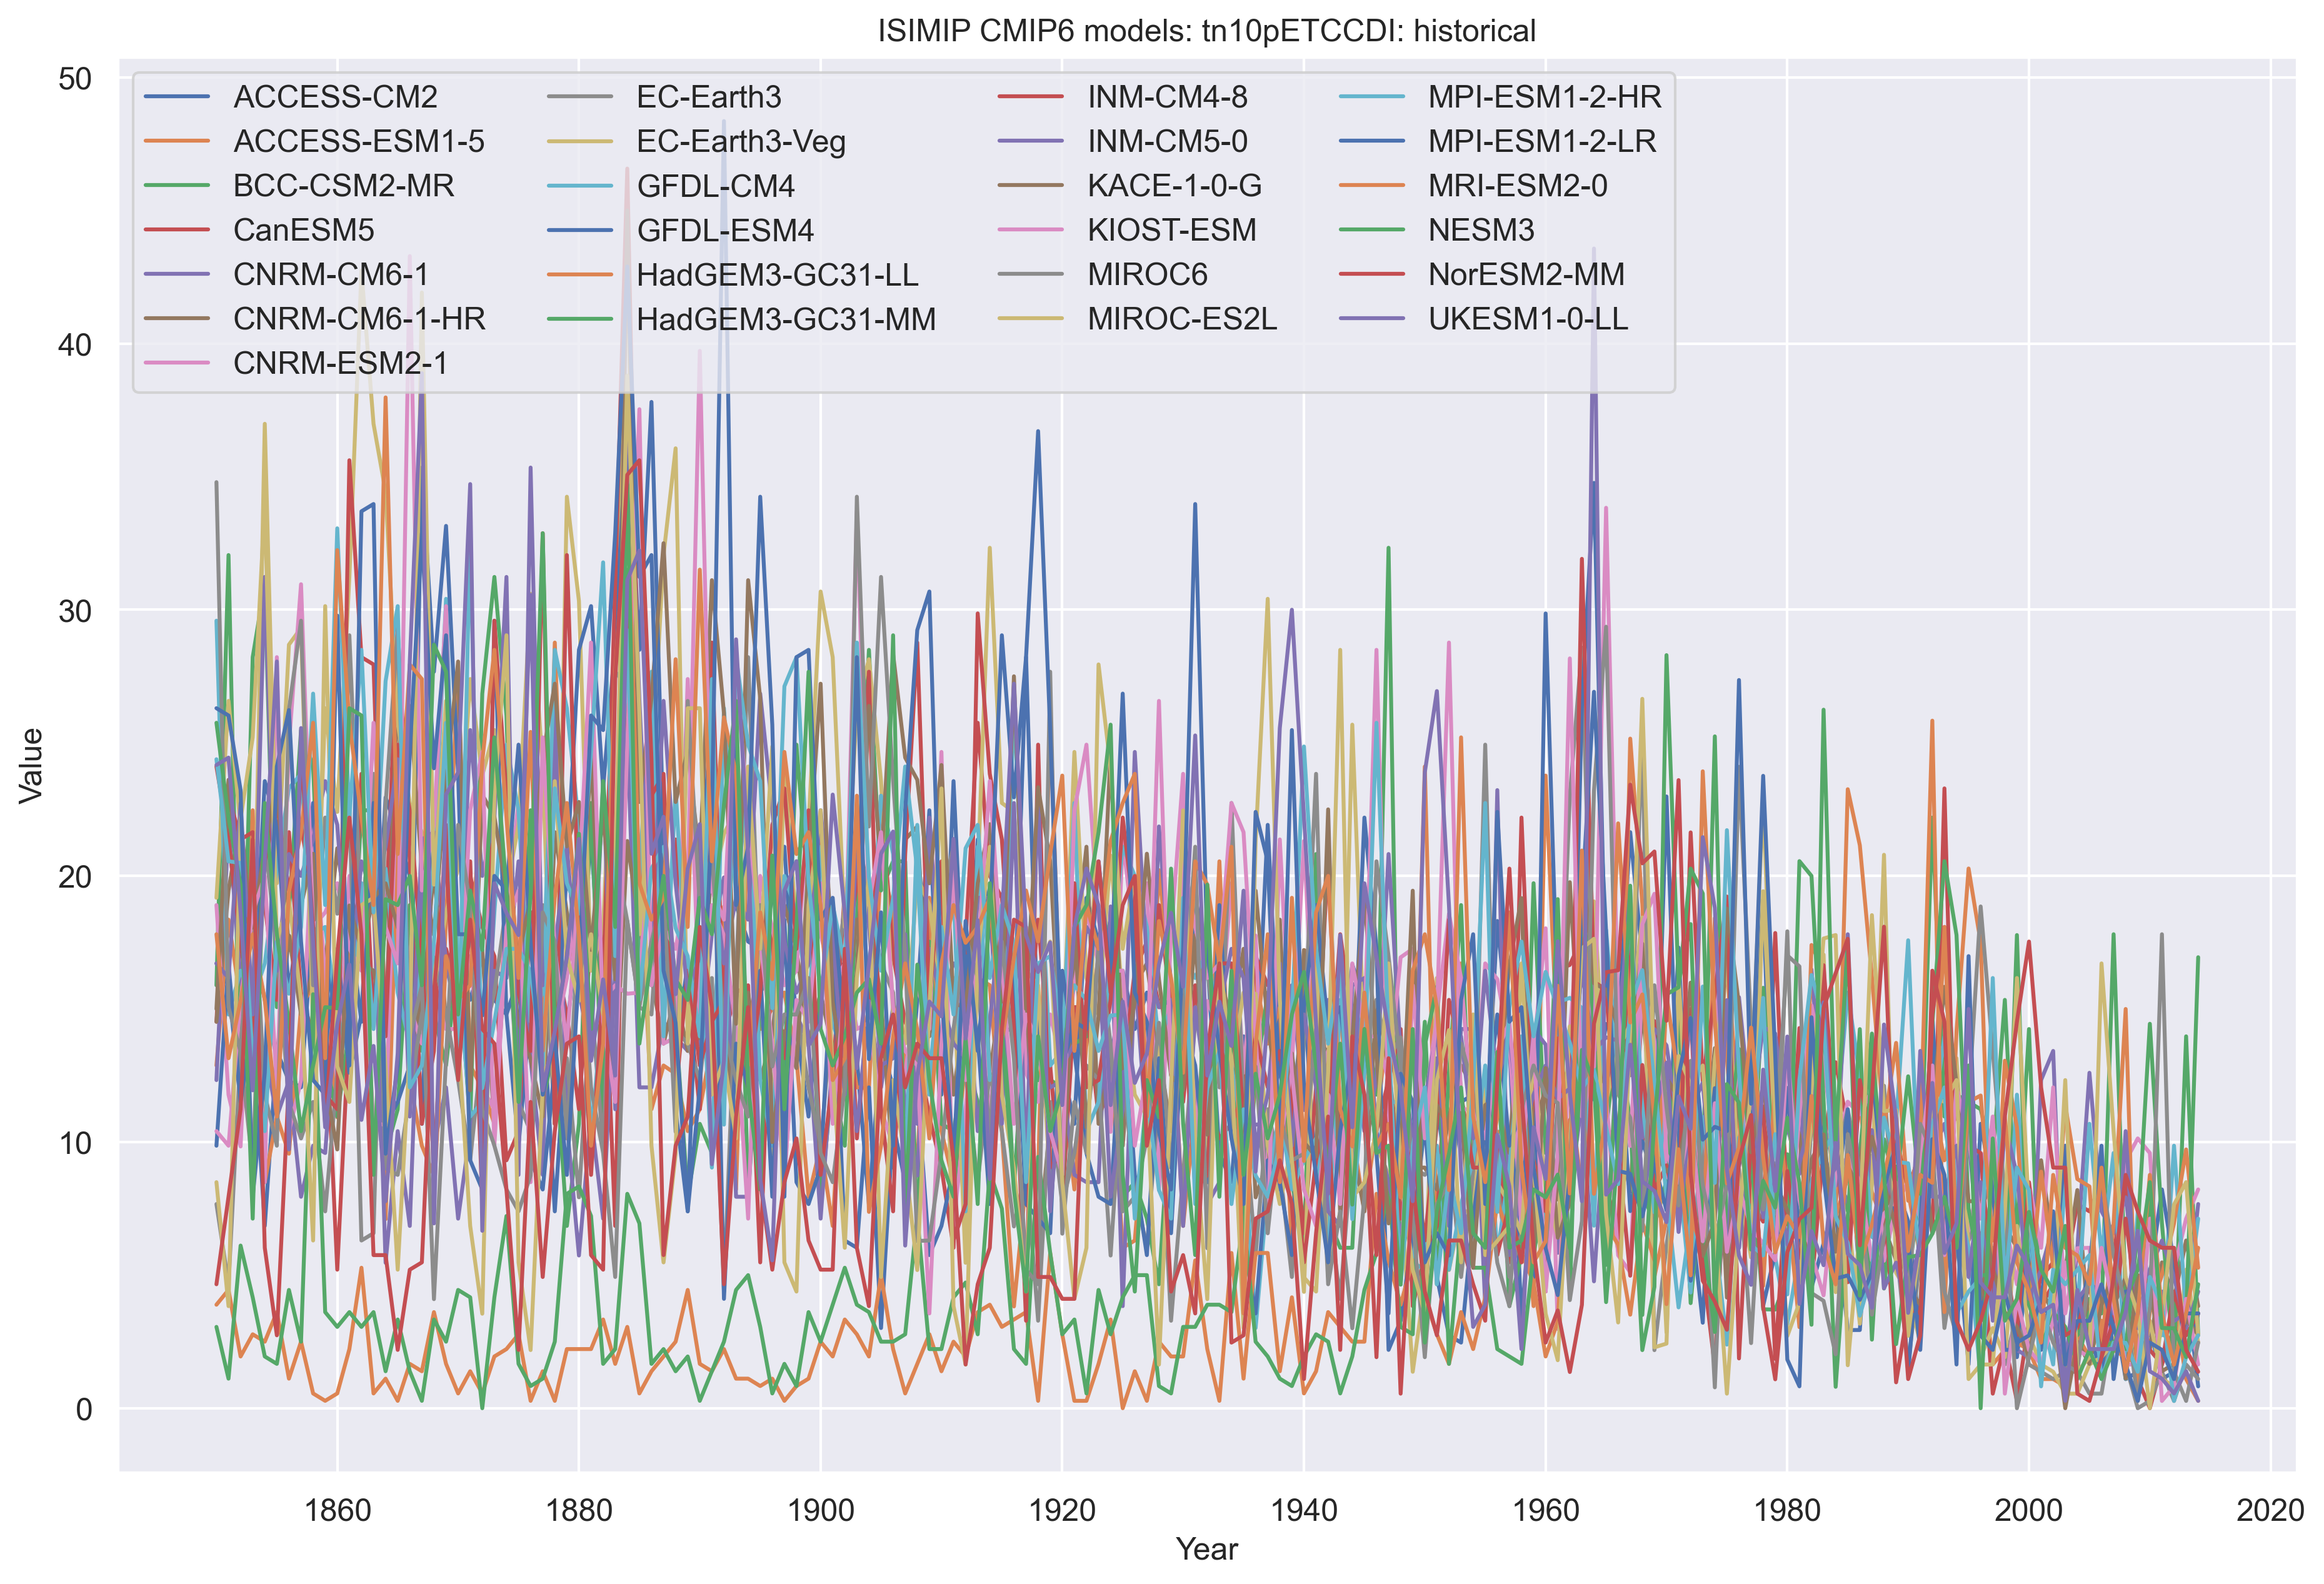 ISIMIP CMIP6 models: tn10pETCCDI: historical
50
40
30
20
10
0
Value
ACCESS-CM2
ACCESS-ESM1-5
BCC-CSM2-MR
CanESM5
CNRM-CM6-1
CNRM-CM6-1-HR
CNRM-ESM2-1
EC-Earth3
EC-Earth3-Veg
GFDL-CM4
GFDL-ESM4
HadGEM3-GC31-LL
HadGEM3-GC31-MM
INM-CM4-8
INM-CM5-0
KACE-1-0-G
KIOST-ESM
MIROC6
MIROC-ES2L
MPI-ESM1-2-HR
MPI-ESM1-2-LR
MRI-ESM2-0
NESM3
NorESM2-MM
UKESM1-0-LL
1860 1880 1900 1920 1940 1960 1980 2000 2020
Year